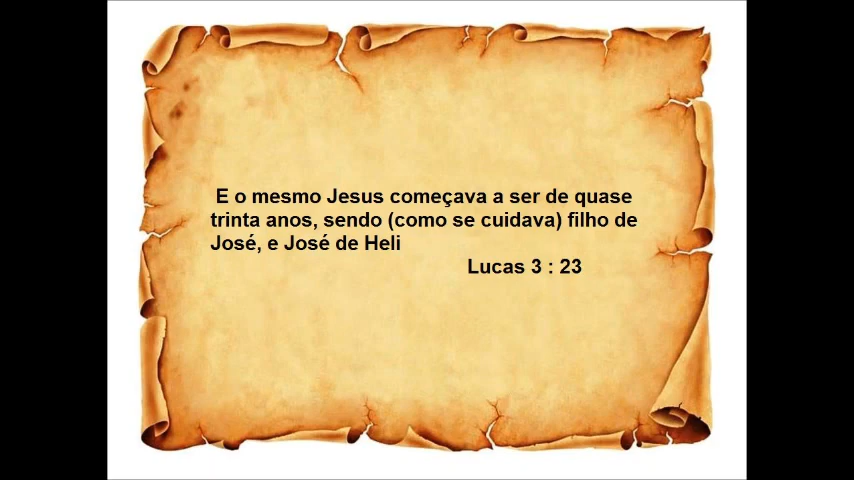 E o mesmo Jesus começava a ser de quase
trinta anos, sendo (como se cuidava) filho de
José, e José de Heli
Lucas 3 : 23